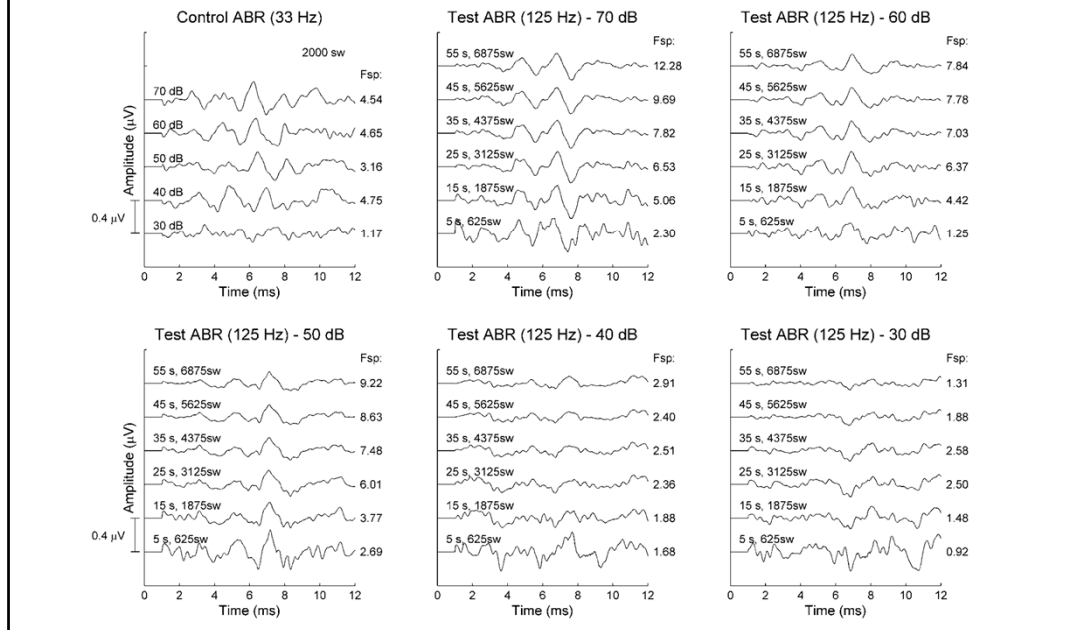 Control ABR (33 Hz)
2000 sw
Fsp:
70 dB 4.54
60 dB 4.65
50 dB 3.16
40 dB 4.75
30 dB 1.17
Amplitude (μV)
0.4 μV
0 2 4 6 8 10 12
Time (ms)
Test ABR (125 Hz) - 70 dB
Fsp:
55 s, 6875sw 12.28
45 s, 5625sw 9.69
35 s, 4375sw 7.82
25 s, 3125sw 6.53
15 s, 1875sw 5.06
5 s, 625sw 2.30
0 2 4 6 8 10 12
Time (ms)
Test ABR (125 Hz) - 60 dB
Fsp:
55 s, 6875sw 7.84
45 s, 5625sw 7.78
35 s, 4375sw 7.03
25 s, 3125sw 6.37
15 s, 1875sw 4.42
5 s, 625sw 1.25
0 2 4 6 8 10 12
Time (ms)
Test ABR (125 Hz) - 50 dB
Fsp:
55 s, 6875sw 9.22
45 s, 5625sw 8.63
35 s, 4375sw 7.48
25 s, 3125sw 6.01
15 s, 1875sw 3.77
5 s, 625sw 2.69
Amplitude (μV)
0.4 μV
0 2 4 6 8 10 12
Time (ms)
Test ABR (125 Hz) - 40 dB
Fsp:
55 s, 6875sw 2.91
45 s, 5625sw 2.40
35 s, 4375sw 2.51
25 s, 3125sw 2.36
15 s, 1875sw 1.88
5 s, 625sw 1.68
0 2 4 6 8 10 12
Time (ms)
Test ABR (125 Hz) - 30 dB
Fsp:
55 s, 6875sw 1.31
45 s, 5625sw 1.88
35 s, 4375sw 2.58
25 s, 3125sw 2.50
15 s, 1875sw 1.48
5 s, 625sw 0.92
0 2 4 6 8 10 12
Time (ms)